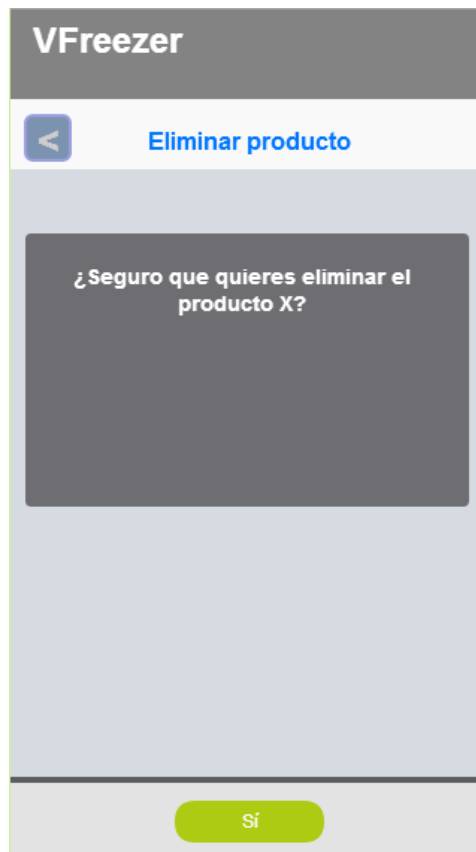 VFreezer
<
Eliminar producto
¿Seguro que quieres eliminar el
producto X?
Sí